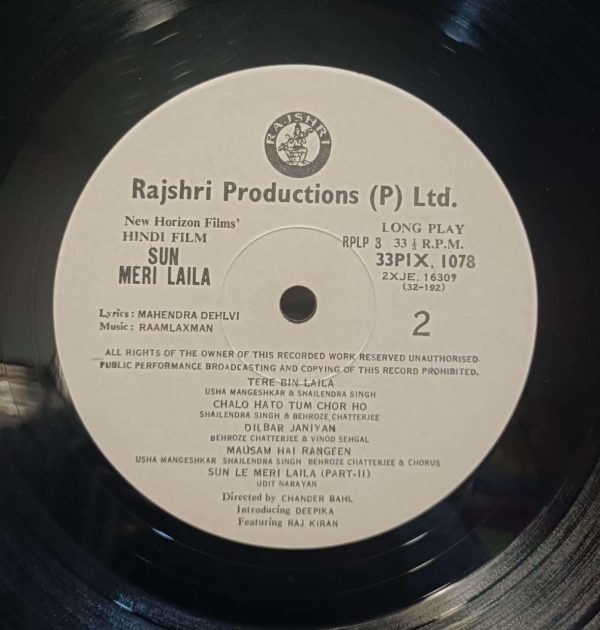 RAJSHRI
Rajshri Productions (P) Ltd.
New Horizon Films'
HINDI FILM
SUN
MERI LAILA
LONG PLAY
RPLP 3 33 ⅓ R.P.M.
33PIX. 1078
2XJE. 16309
(32-192)
Lyrics : MAHENDRA DEHLVI
Music : RAAMLAXMAN
2
ALL RIGHTS OF THE OWNER OF THIS RECORDED WORK RESERVED UNAUTHORISED
PUBLIC PERFORMANCE BROADCASTING AND COPYING OF THIS RECORD PROHIBITED.
TERE BIN LAILA
USHA MANGESHKAR & SHAILENDRA SINGH
CHALO HATO TUM CHOR HO
SHAILENDRA SINGH & BEHROZE CHATTERJEE
DILBAR JANIYAN
BEHROZE CHATTERJEE & VINOD SEHGAL
MAUSAM HAI RANGEEN
USHA MANGESHKAR SHAILENDRA SINGH BEHROZE CHATTERJEE & CHORUS
SUN LE MERI LAILA (PART-II)
UDIT NARAYAN
Directed by CHANDER BAHL
Introducing DEEPIKA
Featuring RAJ KIRAN